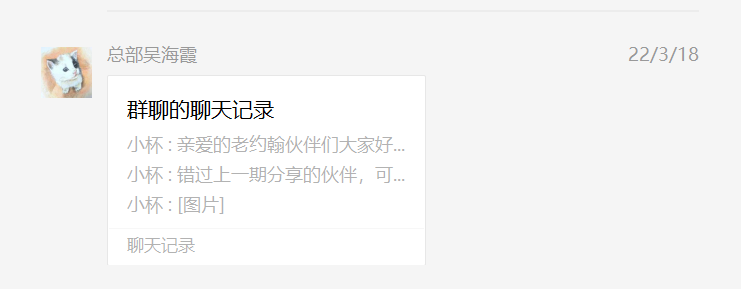 总部吴海霞
22/3/18
群聊的聊天记录
小杯 : 亲爱的老约翰伙伴们大家好...
小杯 : 错过上一期分享的伙伴，可...
小杯 : [图片]
聊天记录